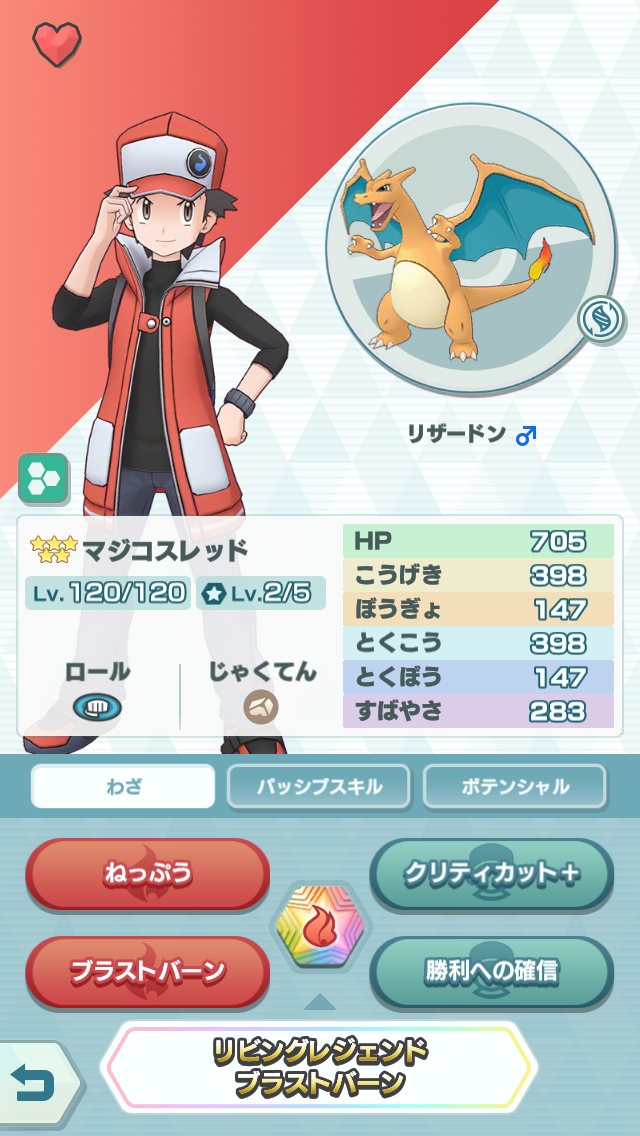 リザードン ♂
マジコスレッド
Lv.120/120 Lv.2/5
ロール じゃくてん
HP 705
こうげき 398
ぼうぎょ 147
とくこう 398
とくぼう 147
すばやさ 283
わざ パッシブスキル ポテンシャル
ねっぷう クリティカット+
ブラストバーン 勝利への確信
リビングレジェンド
ブラストバーン